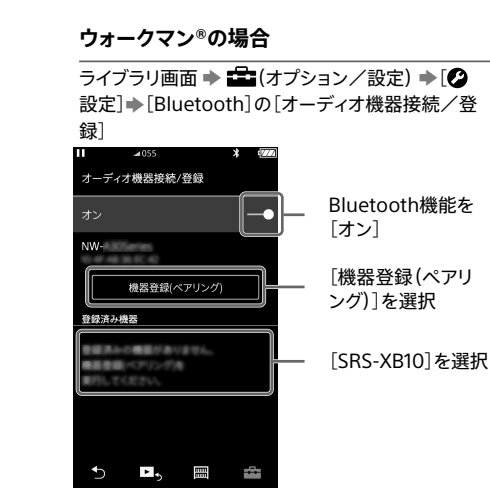 ウォークマン®の場合
ライブラリ画面 (オプション／設定) [
設定] [Bluetooth]の[オーディオ機器接続／登
録]
055
オーディオ機器接続/登録
オン
NW-
機器登録(ペアリング)
登録済み機器
Bluetooth機能を
[オン]
[機器登録(ペアリ
ング)]を選択
[SRS-XB10]を選択